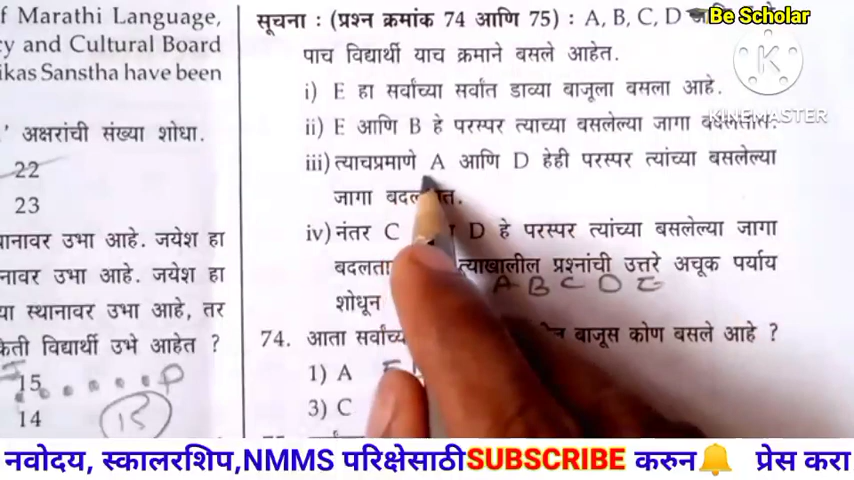 of Marathi Language,
cy and Cultural Board
ikas Sanstha have been
' अक्षरांची संख्या शोधा.
22
23
थानावर उभा आहे. जयेश हा
नावर उभा आहे. जयेश हा
या स्थानावर उभा आहे, तर
केती विद्यार्थी उभे आहेत ?
15
14
15
सूचना : (प्रश्न क्रमांक 74 आणि 75) : A, B, C, D
पाच विद्यार्थी याच क्रमाने बसले आहेत.
i) E हा सर्वांच्या सर्वांत डाव्या बाजूला बसला आहे.
ii) E आणि B हे परस्पर त्याच्या बसलेल्या जागा बदलतात.
iii) त्याचप्रमाणे A आणि D हेही परस्पर त्यांच्या बसलेल्या
जागा
iv) नंतर C D हे परस्पर त्यांच्या बसलेल्या जागा
त्याखालील प्रश्नांची उत्तरे अचूक पर्याय
शोधून
A B C D E
74. आता बाजूस कोण बसले आहे ?
1) A
3) C
Be Scholar
K
KINEMASTER
नवोदय, स्कालरशिप,NMMS परिक्षेसाठी SUBSCRIBE करुन प्रेस करा